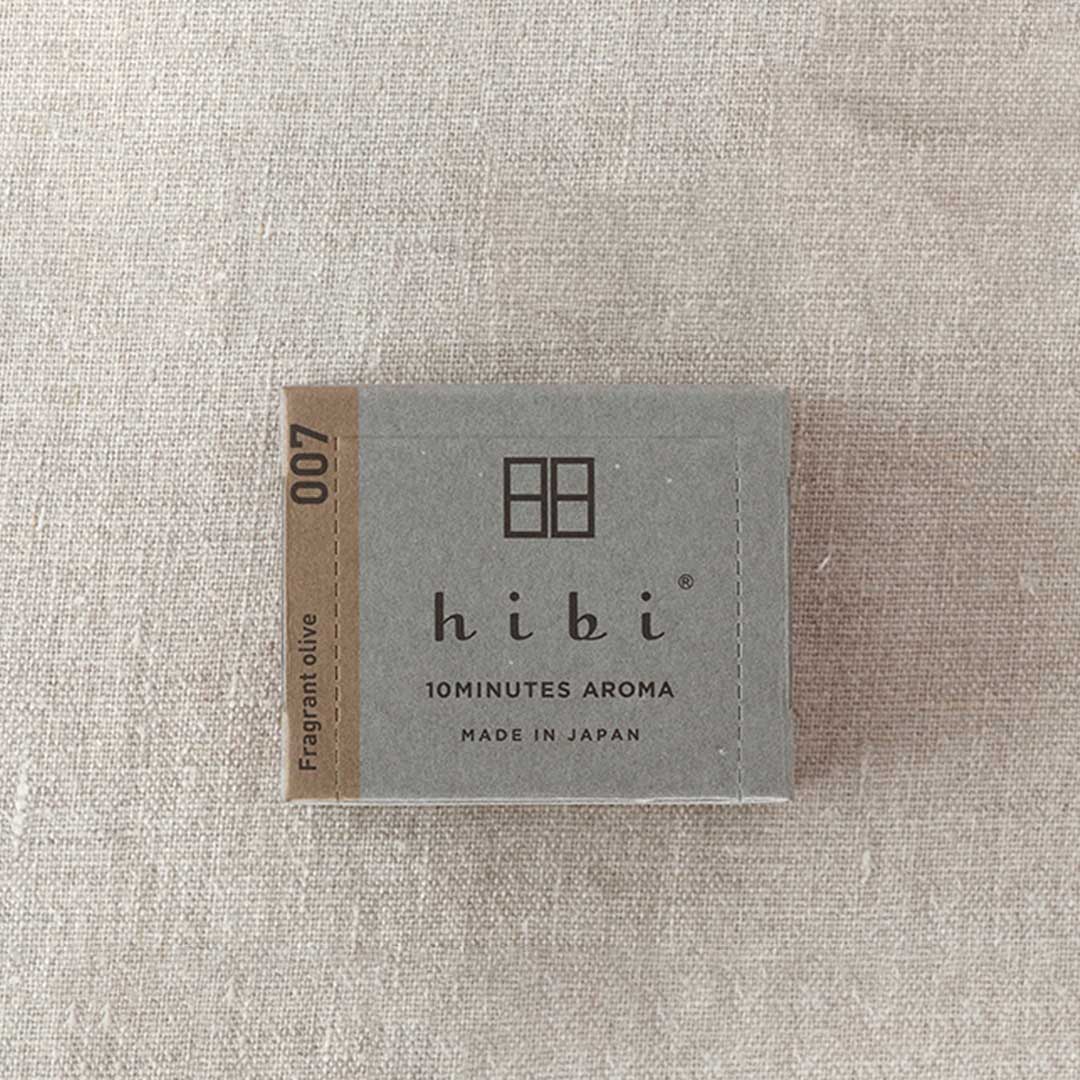 007
Fragrant olive
hibi®
10MINUTES AROMA
MADE IN JAPAN